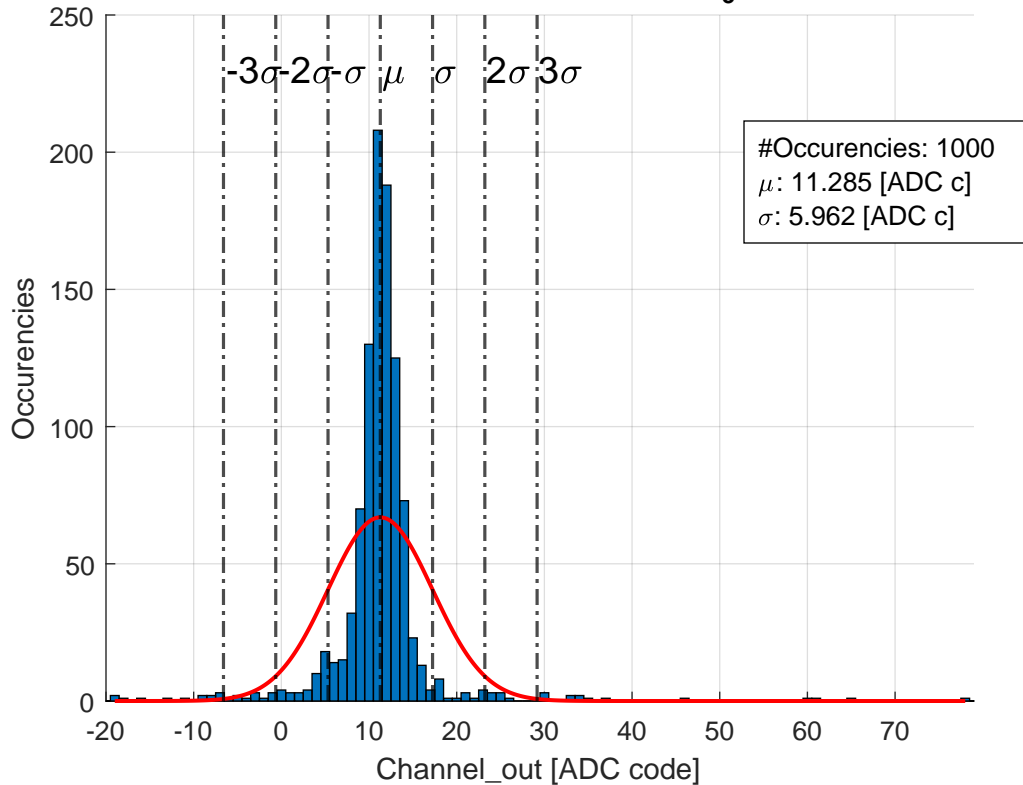 250
-3σ -2σ -σ μ σ 2σ 3σ
200
#Occurencies: 1000
μ: 11.285 [ADC c]
σ: 5.962 [ADC c]
150
Occurencies
100
50
0
-20 -10 0 10 20 30 40 50 60 70
Channel_out [ADC code]